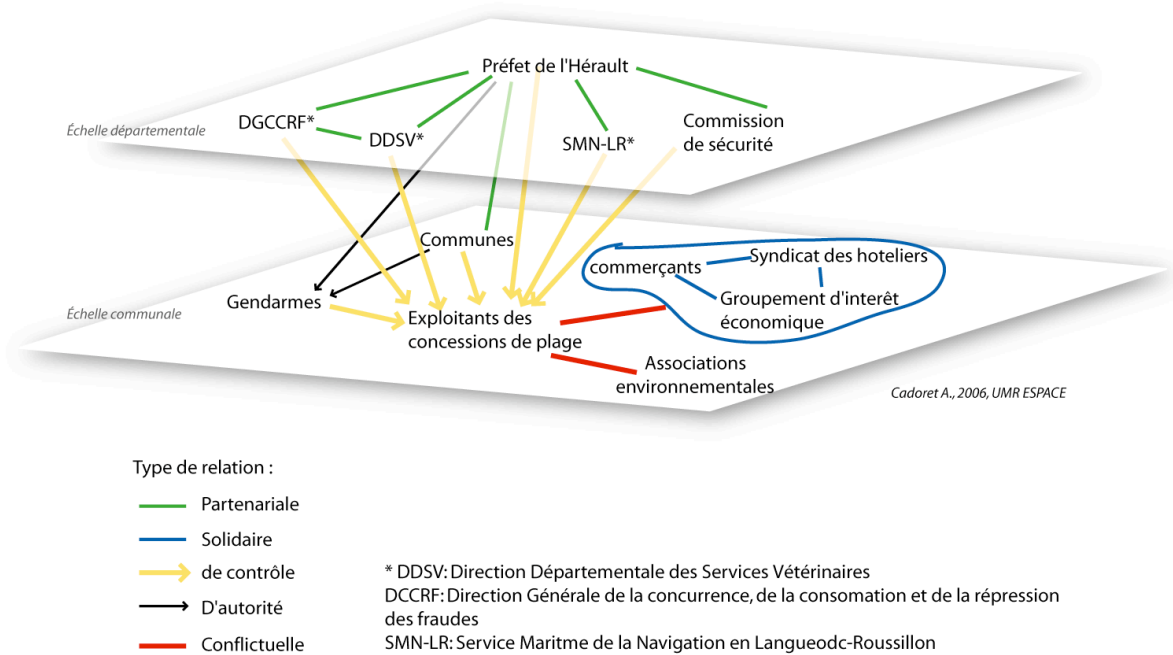 Préfet de l'Hérault
Échelle départementale
DGCCRF*
DDSV*
SMN-LR*
Commission
de sécurité
Communes
commerçants
Syndicat des hoteliers
Gendarmes
Groupement d'interêt
économique
Échelle communale
Exploitants des
concessions de plage
Associations
environnementales
Cadoret A., 2006, UMR ESPACE
Type de relation :
Partenariale
Solidaire
de contrôle
D'autorité
Conflictuelle
* DDSV: Direction Départementale des Services Vétérinaires
DCCRF: Direction Générale de la concurrence, de la consomation et de la répression
des fraudes
SMN-LR: Service Maritme de la Navigation en Langueodc-Roussillon